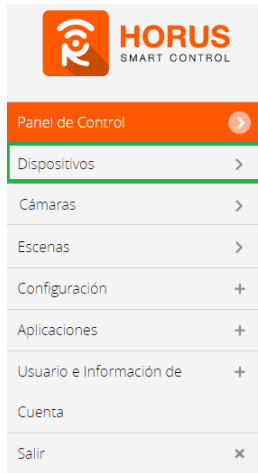 HORUS
SMART CONTROL
Panel de Control
Dispositivos
Cámaras
Escenas
Configuración
Aplicaciones
Usuario e Información de
Cuenta
Salir